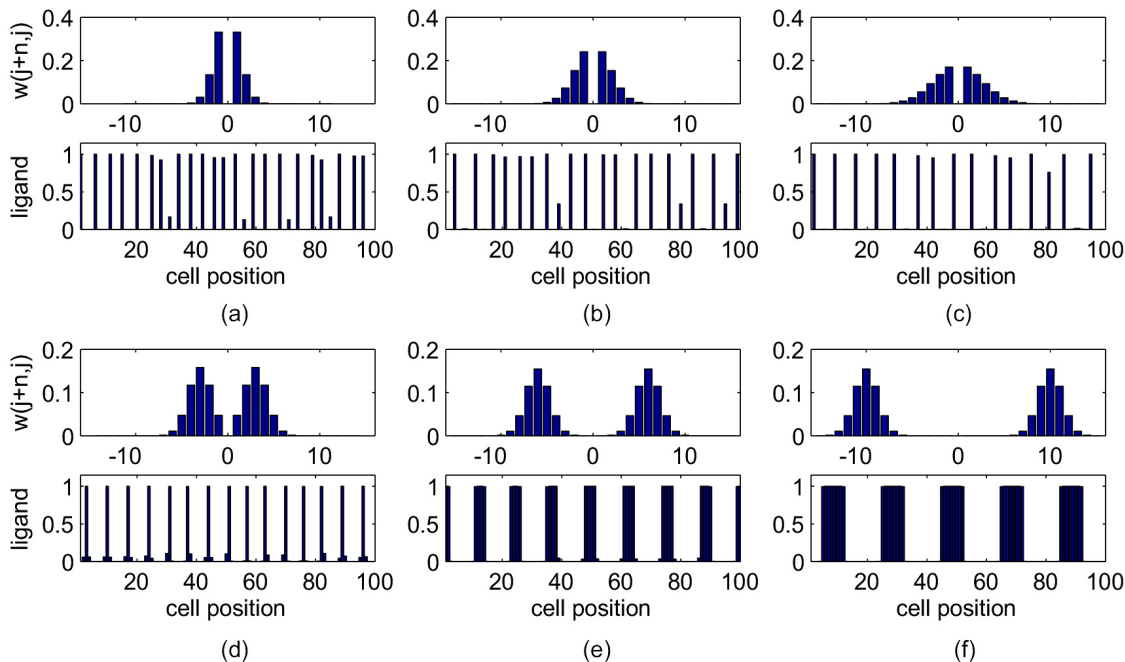 0.4 0.4 0.4
w(j+n,j) 0.2 0.2 0.2
0 0 0
-10 0 10 -10 0 10 -10 0 10
1 1 1
ligand 0.5 0.5 0.5
0 0 0
20 40 60 80 100 20 40 60 80 100 20 40 60 80 100
cell position cell position cell position
(a) (b) (c)
0.2 0.2 0.2
w(j+n,j) 0.1 0.1 0.1
0 0 0
-10 0 10 -10 0 10 -10 0 10
1 1 1
ligand 0.5 0.5 0.5
0 0 0
20 40 60 80 100 20 40 60 80 100 20 40 60 80 100
cell position cell position cell position
(d) (e) (f)